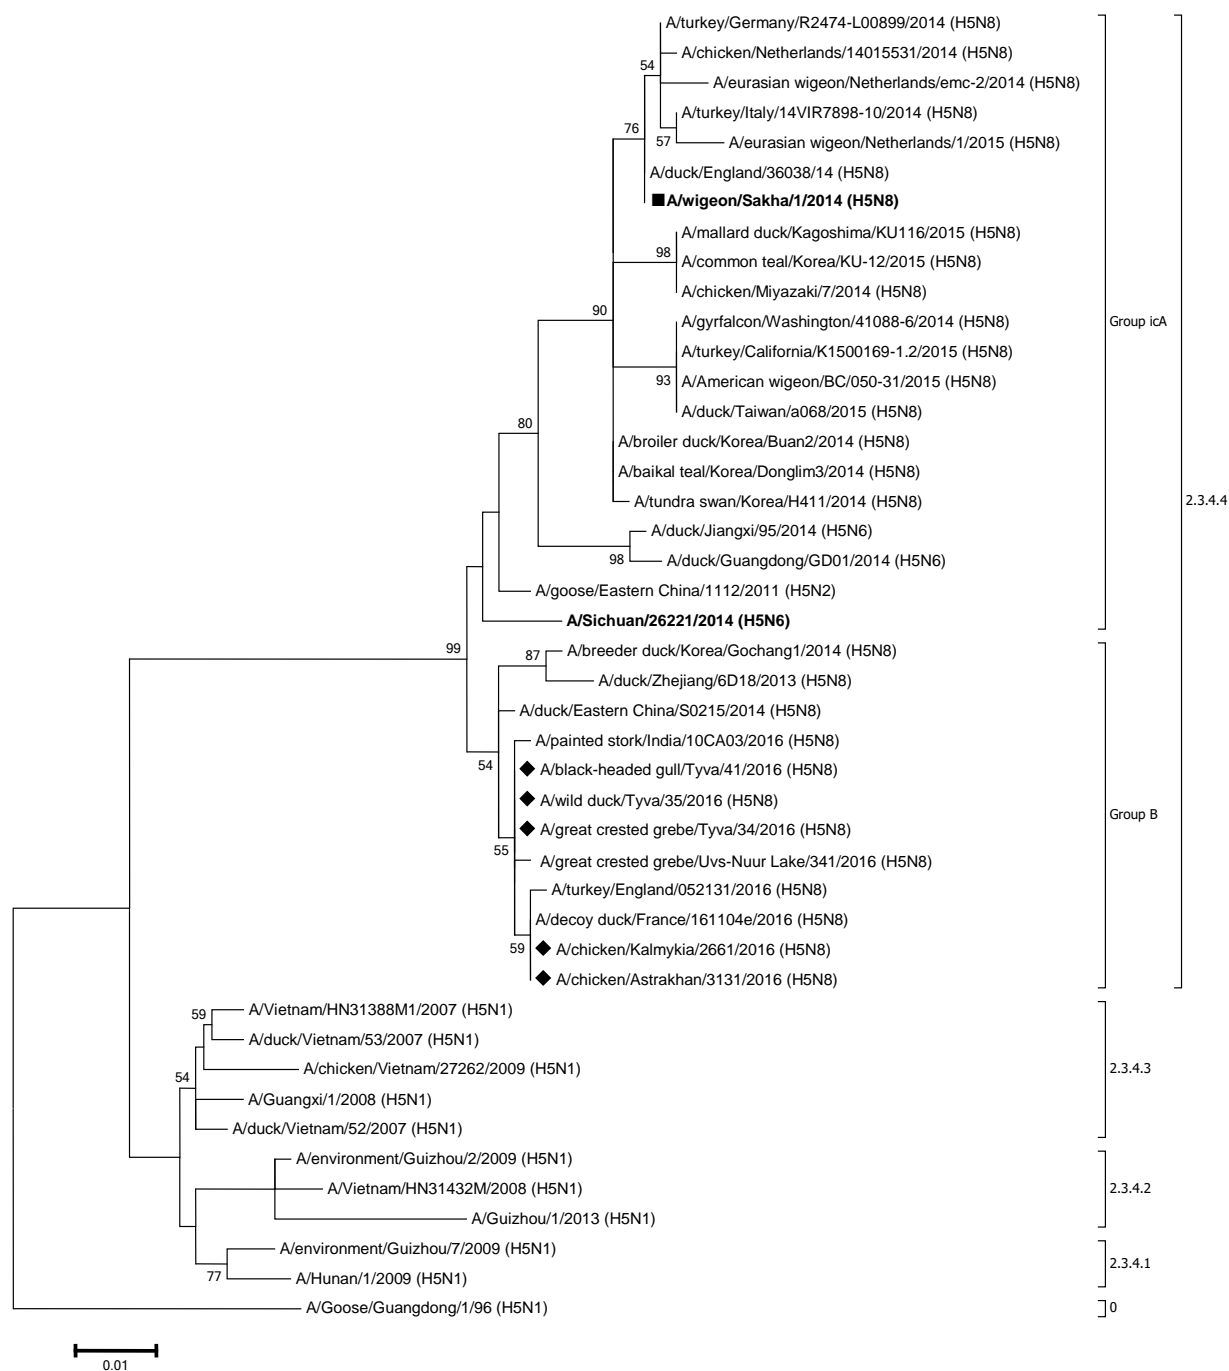 A/turkey/Germany/R2474-L00899/2014 (H5N8)
A/chicken/Netherlands/14015531/2014 (H5N8)
54
A/eurasian wigeon/Netherlands/emc-2/2014 (H5N8)
A/turkey/Italy/14VIR7898-10/2014 (H5N8)
76
57
A/eurasian wigeon/Netherlands/1/2015 (H5N8)
A/duck/England/36038/14 (H5N8)
A/wigeon/Sakha/1/2014 (H5N8)
A/mallard duck/Kagoshima/KU116/2015 (H5N8)
98
A/common teal/Korea/KU-12/2015 (H5N8)
A/chicken/Miyazaki/7/2014 (H5N8)
90
A/gyrfalcon/Washington/41088-6/2014 (H5N8)
Group icA
A/turkey/California/K1500169-1.2/2015 (H5N8)
93
A/American wigeon/BC/050-31/2015 (H5N8)
A/duck/Taiwan/a068/2015 (H5N8)
80
A/broiler duck/Korea/Buan2/2014 (H5N8)
A/baikal teal/Korea/Donglim3/2014 (H5N8)
A/tundra swan/Korea/H411/2014 (H5N8)
2.3.4.4
A/duck/Jiangxi/95/2014 (H5N6)
98
A/duck/Guangdong/GD01/2014 (H5N6)
A/goose/Eastern China/1112/2011 (H5N2)
A/Sichuan/26221/2014 (H5N6)
99
87
A/breeder duck/Korea/Gochang1/2014 (H5N8)
A/duck/Zhejiang/6D18/2013 (H5N8)
A/duck/Eastern China/S0215/2014 (H5N8)
A/painted stork/India/10CA03/2016 (H5N8)
54
A/black-headed gull/Tyva/41/2016 (H5N8)
A/wild duck/Tyva/35/2016 (H5N8)
Group B
A/great crested grebe/Tyva/34/2016 (H5N8)
55
A/great crested grebe/Uvs-Nuur Lake/341/2016 (H5N8)
A/turkey/England/052131/2016 (H5N8)
A/decoy duck/France/161104e/2016 (H5N8)
59
A/chicken/Kalmykia/2661/2016 (H5N8)
A/chicken/Astrakhan/3131/2016 (H5N8)
59
A/Vietnam/HN31388M1/2007 (H5N1)
A/duck/Vietnam/53/2007 (H5N1)
A/chicken/Vietnam/27262/2009 (H5N1)
2.3.4.3
54
A/Guangxi/1/2008 (H5N1)
A/duck/Vietnam/52/2007 (H5N1)
A/environment/Guizhou/2/2009 (H5N1)
A/Vietnam/HN31432M/2008 (H5N1)
2.3.4.2
A/Guizhou/1/2013 (H5N1)
A/environment/Guizhou/7/2009 (H5N1)
2.3.4.1
77
A/Hunan/1/2009 (H5N1)
A/Goose/Guangdong/1/96 (H5N1)
0
0.01